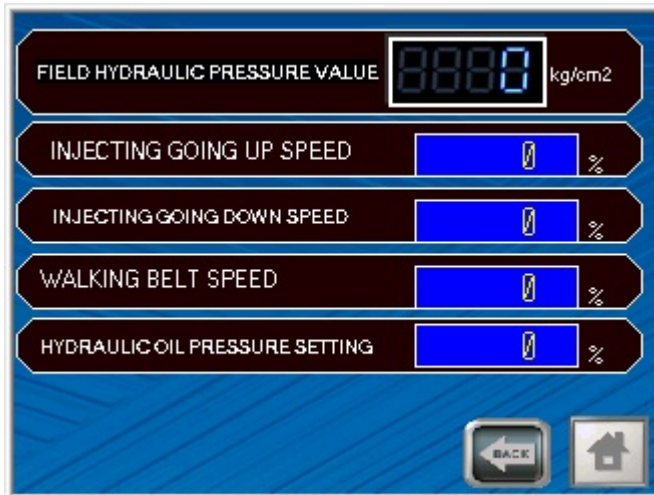 FIELD HYDRAULIC PRESSURE VALUE 0 kg/cm2
INJECTING GOING UP SPEED 0 %
INJECTING GOING DOWN SPEED 0 %
WALKING BELT SPEED 0 %
HYDRAULIC OIL PRESSURE SETTING 0 %
BACK